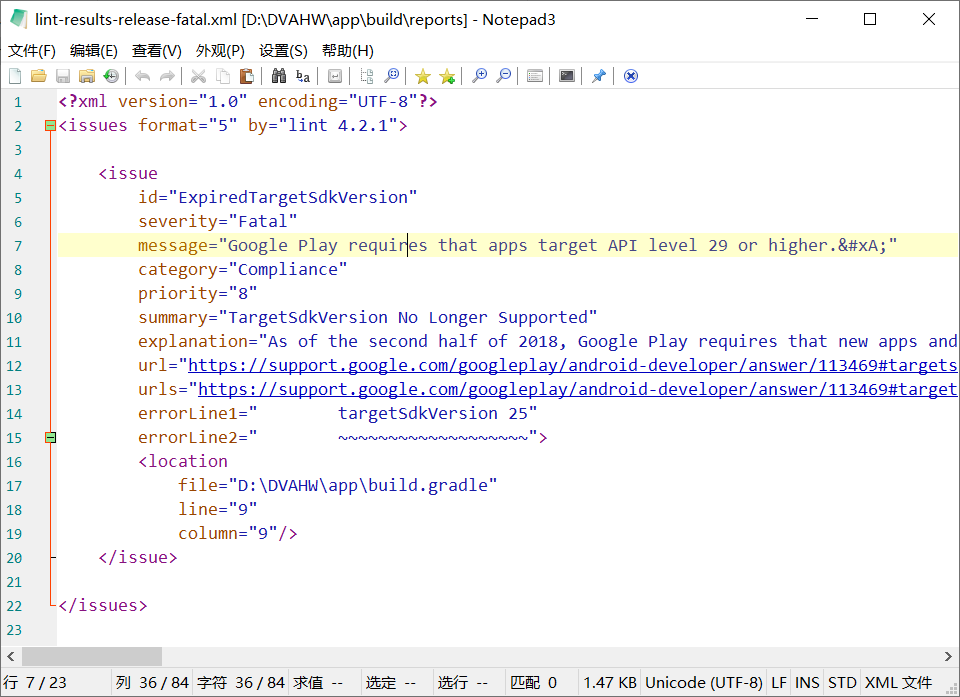 lint-results-release-fatal.xml [D:\DVAHW\app\build\reports] - Notepad3
文件(F) 编辑(E) 查看(V) 外观(P) 设置(S) 帮助(H)
1 <?xml version="1.0" encoding="UTF-8"?>
2 <issues format="5" by="lint 4.2.1">
3
4 <issue
5 id="ExpiredTargetSdkVersion"
6 severity="Fatal"
7 message="Google Play requires that apps target API level 29 or higher.&#xA;"
8 category="Compliance"
9 priority="8"
10 summary="TargetSdkVersion No Longer Supported"
11 explanation="As of the second half of 2018, Google Play requires that new apps and
12 url="https://support.google.com/googleplay/android-developer/answer/113469#targets
13 urls="https://support.google.com/googleplay/android-developer/answer/113469#target
14 errorLine1="        targetSdkVersion 25"
15 errorLine2="        ~~~~~~~~~~~~~~~~~~~">
16 <location
17 file="D:\DVAHW\app\build.gradle"
18 line="9"
19 column="9"/>
20 </issue>
21
22 </issues>
23
行 7 / 23 列 36 / 84 字符 36 / 84 求值 -- 选定 -- 选行 -- 匹配 0 1.47 KB Unicode (UTF-8) LF INS STD XML 文件